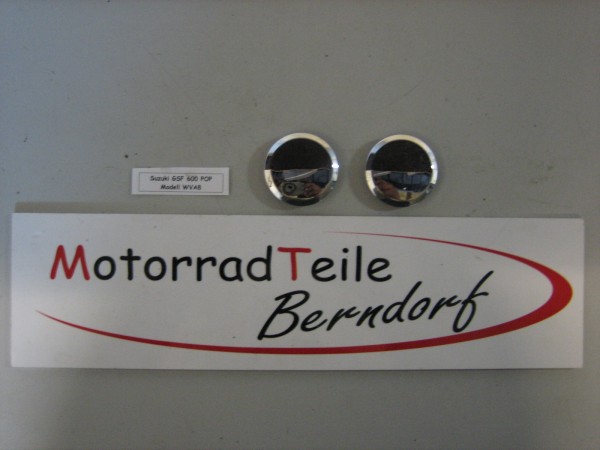 Suzuki GSF 600 POP
Modell WVA8
MotorradTeile
Berndorf